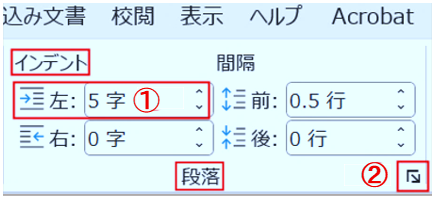 込み文書 校閲 表示 ヘルプ Acrobat
インデント 間隔
左: 5 字 ① 前: 0.5 行
右: 0 字 後: 0 行
段落 ②